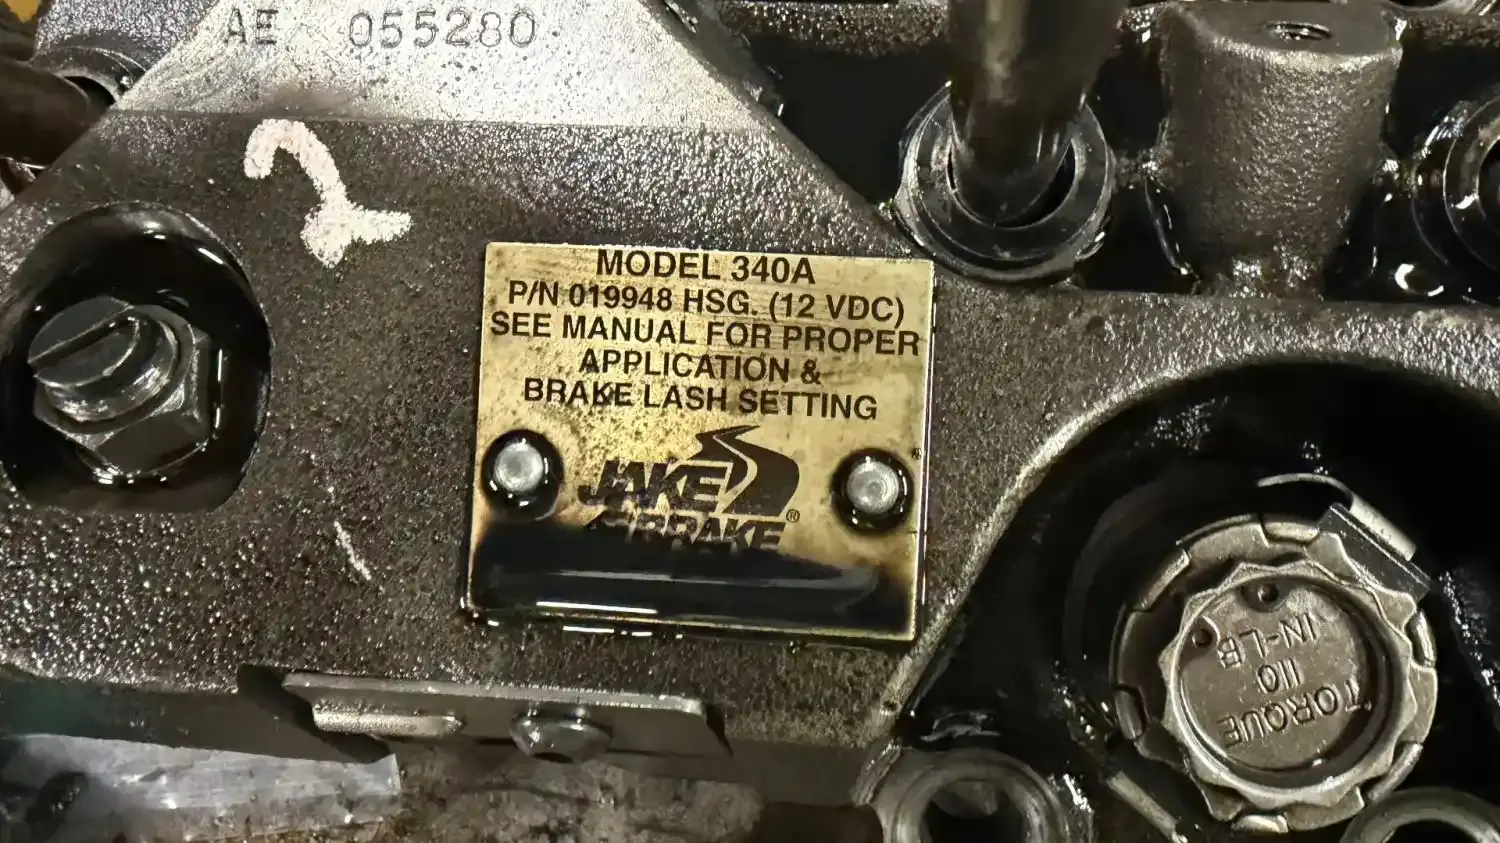 AE 055280
MODEL 340A
P/N 019948 HSG. (12 VDC)
SEE MANUAL FOR PROPER
APPLICATION &
BRAKE LASH SETTING
JAKE
BRAKE®
TORQUE
110
IN-LB